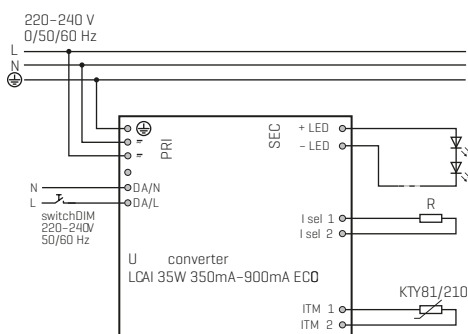 220–240 V
0/50/60 Hz
L
N
PRI
SEC
+ LED
– LED
N
DA/N
L
DA/L
switchDIM
220–240V
50/60 Hz
I sel 1
R
I sel 2
U converter
LCAI 35W 350mA–900mA ECO
KTY81/210
ITM 1
ITM 2